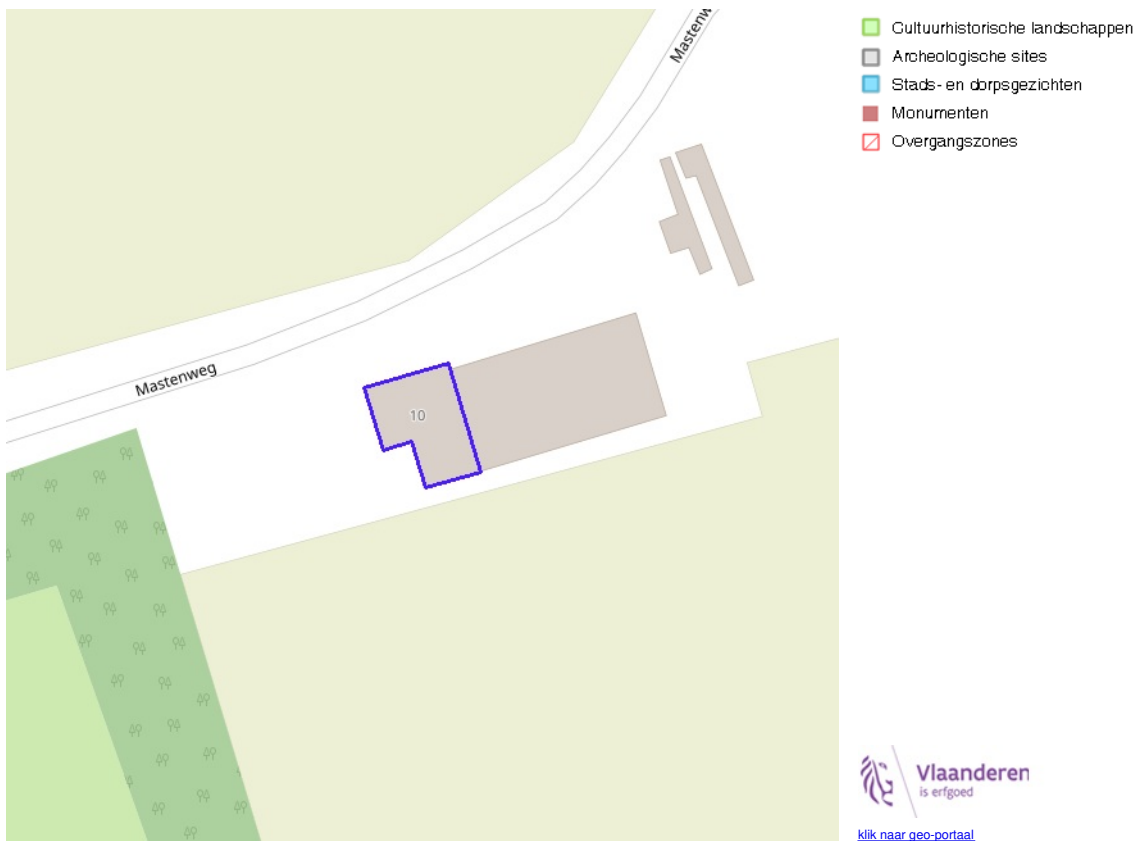 Mastenw
Cultuurhistorische landschappen
Archeologische sites
Stads- en dorpsgezichten
Monumenten
Overgangszones
Mastenweg
10
Vlaanderen
is erfgoed
klik naar geo-portaal